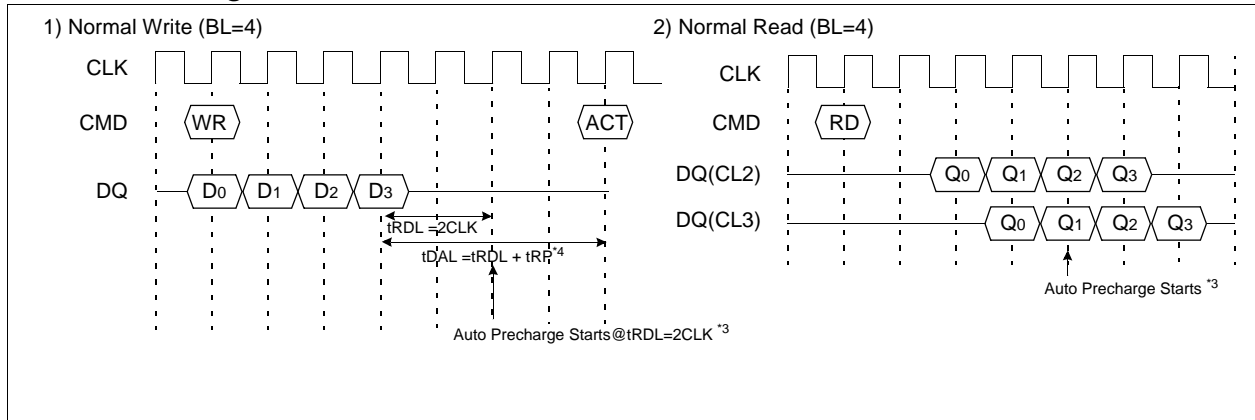 1) Normal Write (BL=4)
CLK
CMD
WR
ACT
DQ
D0
D1
D2
D3
tRDL =2CLK
tDAL =tRDL + tRP*4
Auto Precharge Starts@tRDL=2CLK *3
2) Normal Read (BL=4)
CLK
CMD
RD
DQ(CL2)
Q0
Q1
Q2
Q3
DQ(CL3)
Q0
Q1
Q2
Q3
Auto Precharge Starts *3